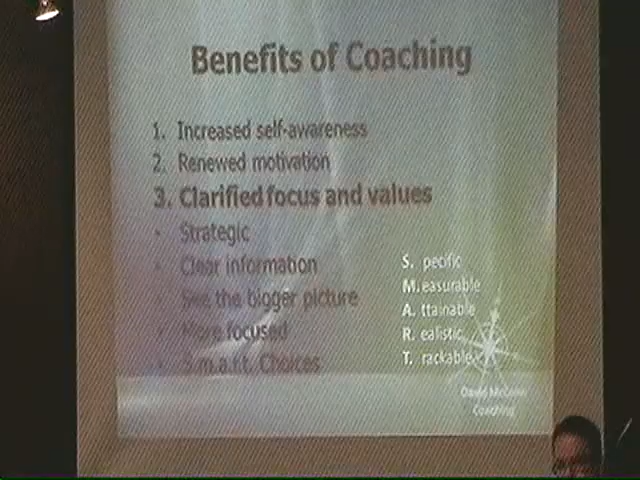 Benefits of Coaching
1. Increased self-awareness
2. Renewed motivation
3. Clarified focus and values
- Strategic
- Clear information
See the bigger picture
- More focused
- S.m.a.r.t. Choices
S. pecific
M. easurable
A. ttainable
R. ealistic
T. rackable
David
Coaching